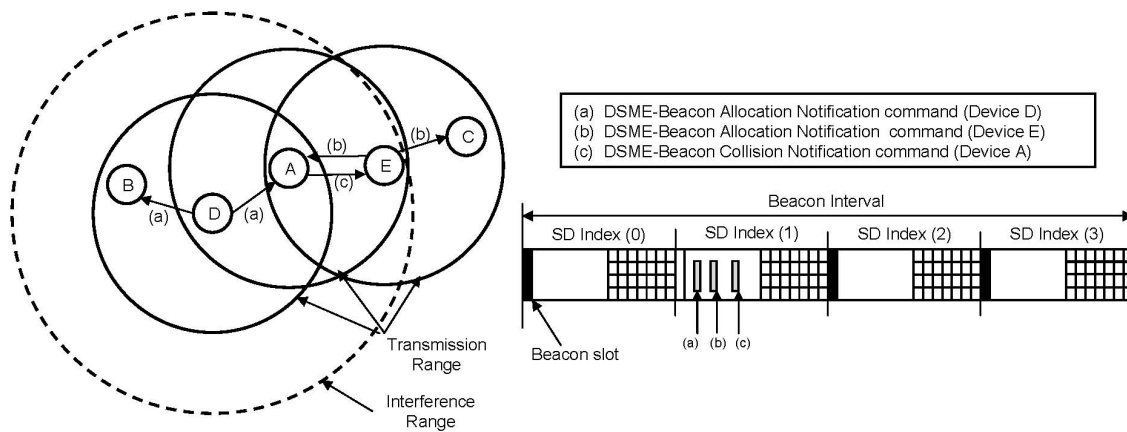 (a) DSME-Beacon Allocation Notification command (Device D)
(b) DSME-Beacon Allocation Notification command (Device E)
(c) DSME-Beacon Collision Notification command (Device A)
B
D
A
E
C
(a)
(a)
(b)
(c)
(b)
Transmission
Range
Interference
Range
Beacon Interval
SD Index (0)
SD Index (1)
SD Index (2)
SD Index (3)
(a)
(b)
(c)
Beacon slot